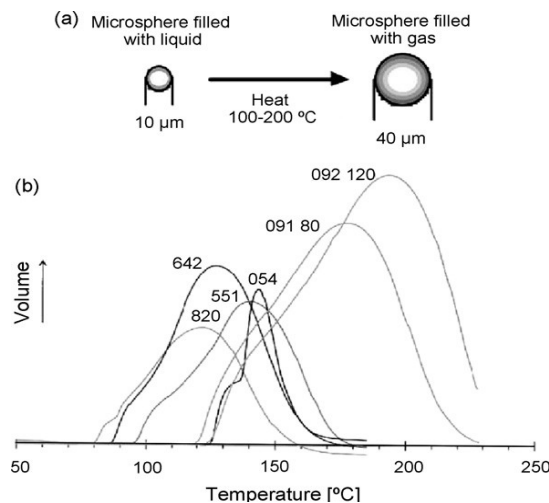 (a)
Microsphere filled
with liquid
Microsphere filled
with gas
Heat
100-200 ºC
10 µm
40 µm
(b)
092 120
091 80
642
551
054
820
Volume
50
100
150
200
250
Temperature [ºC]